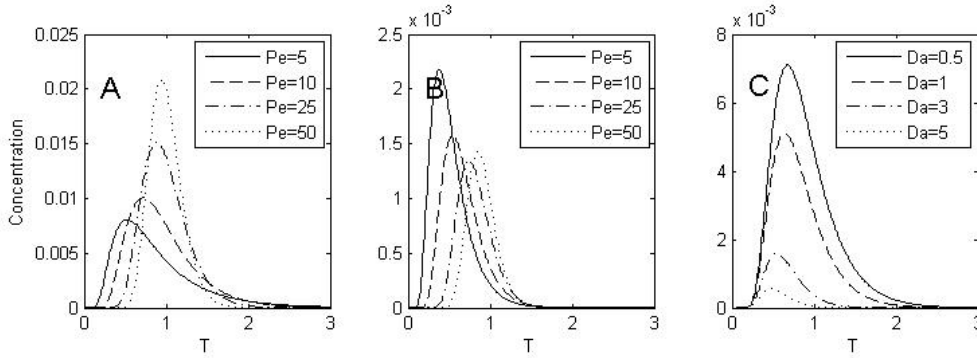 A
Concentration
0.025
0.02
0.015
0.01
0.005
0
0 1 2 3
T
Pe=5
Pe=10
Pe=25
Pe=50
B
x 10⁻³
2.5
2
1.5
1
0.5
0
0 1 2 3
T
Pe=5
Pe=10
Pe=25
Pe=50
C
x 10⁻³
8
6
4
2
0
0 1 2 3
T
Da=0.5
Da=1
Da=3
Da=5